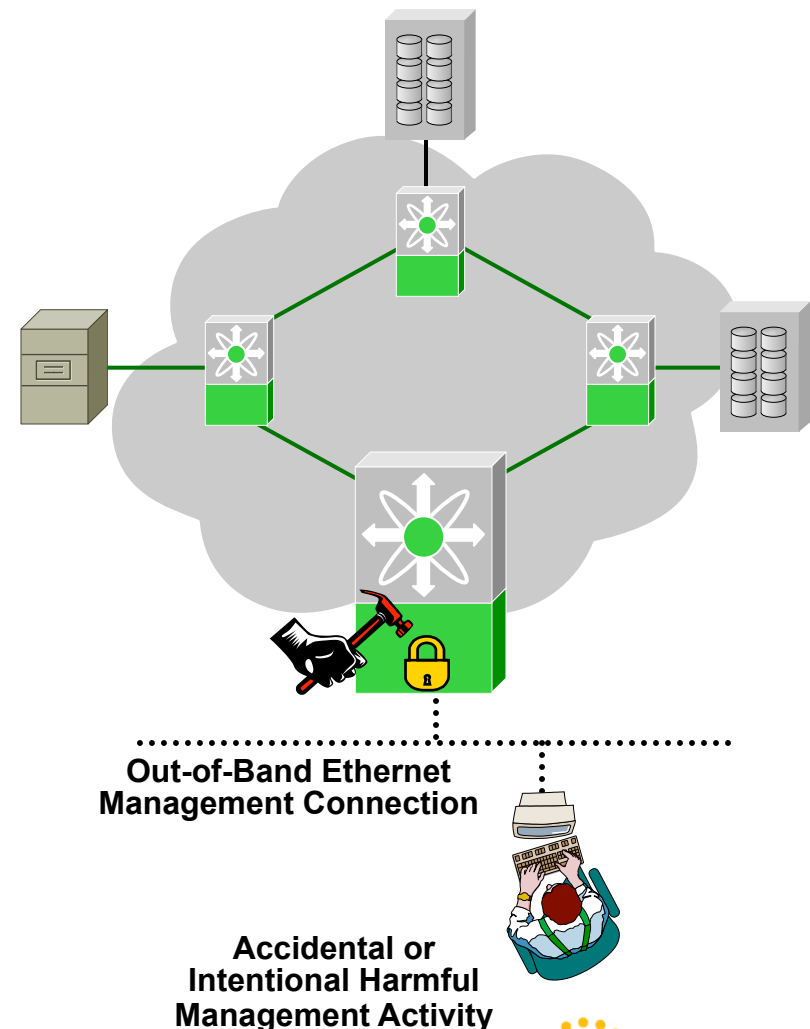 Out-of-Band Ethernet
Management Connection
Accidental or
Intentional Harmful
Management Activity